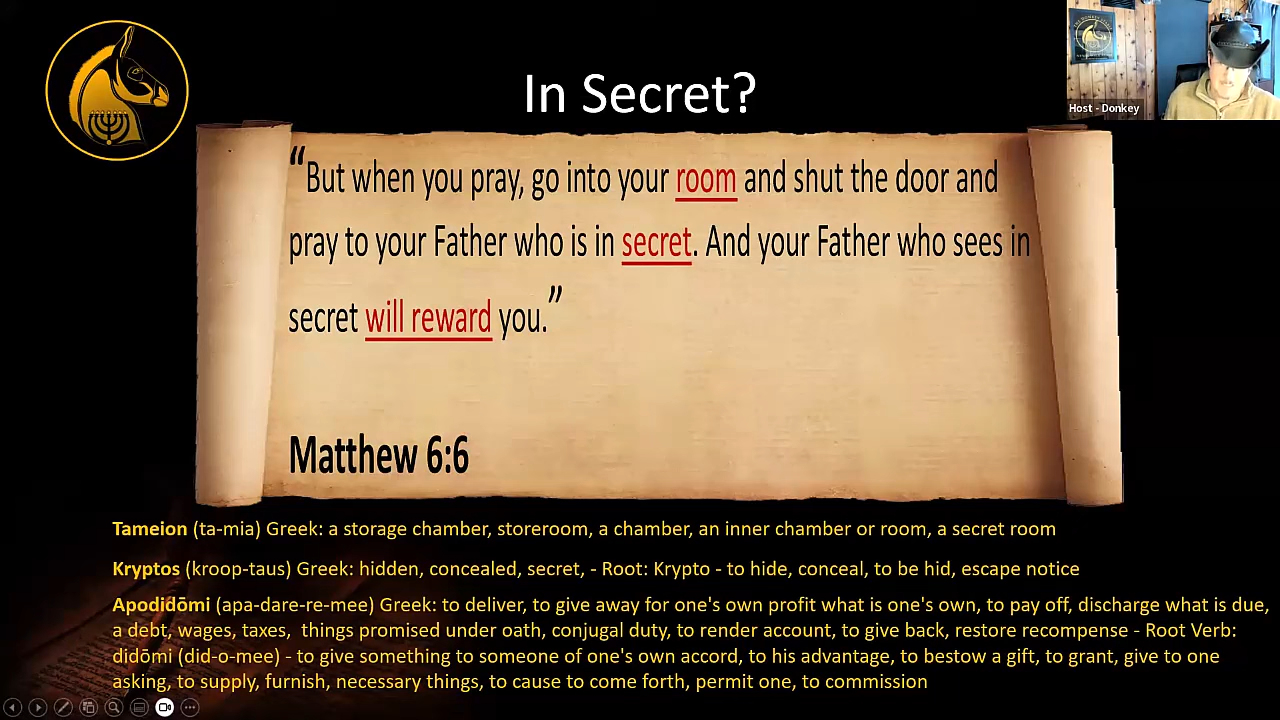 In Secret?
Host - Donkey
“But when you pray, go into your room and shut the door and
pray to your Father who is in secret. And your Father who sees in
secret will reward you.”
Matthew 6:6
Tameion (ta-mia) Greek: a storage chamber, storeroom, a chamber, an inner chamber or room, a secret room
Kryptos (kroop-taus) Greek: hidden, concealed, secret, - Root: Krypto - to hide, conceal, to be hid, escape notice
Apodidōmi (apa-dare-re-mee) Greek: to deliver, to give away for one's own profit what is one's own, to pay off, discharge what is due,
a debt, wages, taxes, things promised under oath, conjugal duty, to render account, to give back, restore recompense - Root Verb:
didōmi (did-o-mee) - to give something to someone of one's own accord, to his advantage, to bestow a gift, to grant, give to one
asking, to supply, furnish, necessary things, to cause to come forth, permit one, to commission